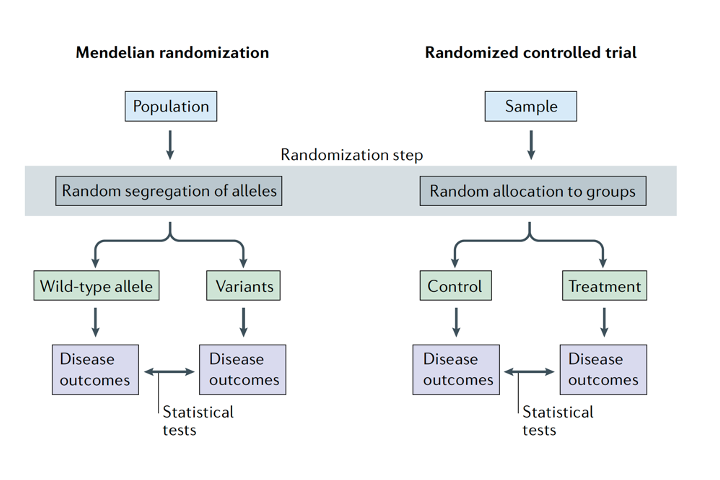 Mendelian randomization
Randomized controlled trial
Population
Sample
Randomization step
Random segregation of alleles
Random allocation to groups
Wild-type allele
Variants
Control
Treatment
Disease
outcomes
Disease
outcomes
Disease
outcomes
Disease
outcomes
Statistical
tests
Statistical
tests